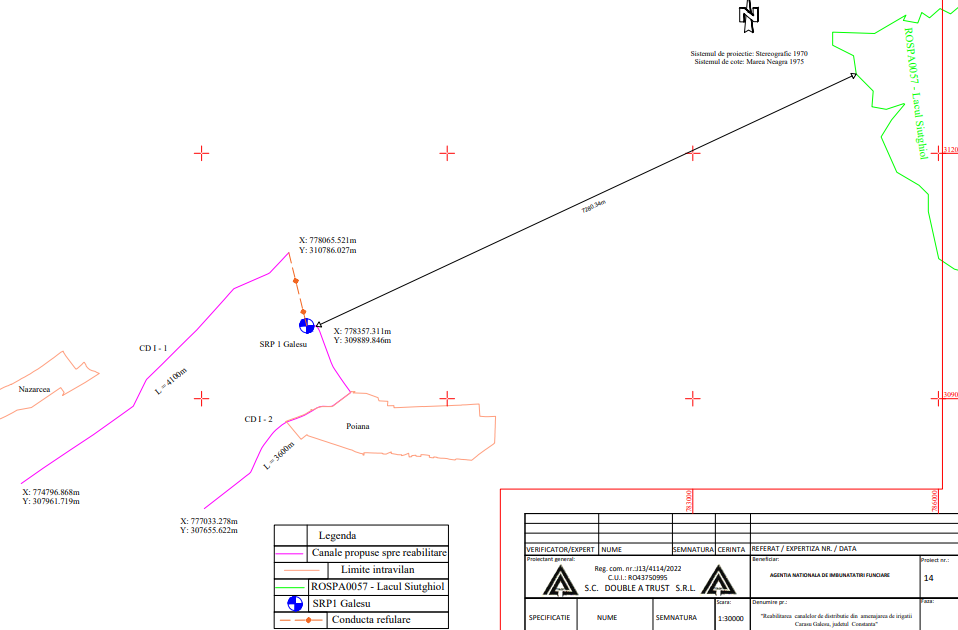 Sistemul de proiectie: Stereografic 1970
Sistemul de cote: Marea Neagra 1975
ROSPA0057 - Lacul Siutghiol
3120
7280.34m
X: 778065.521m
Y: 310786.027m
X: 778357.311m
Y: 309889.846m
SRP 1 Galesu
CD I - 1
L = 4100m
Nazarcea
3090
CD I - 2
Poiana
L = 3600m
X: 774796.868m
Y: 307961.719m
X: 777033.278m
Y: 307655.622m
783000
786000
Legenda
Canale propuse spre reabilitare
Limite intravilan
ROSPA0057 - Lacul Siutghiol
SRP1 Galesu
Conducta refulare
VERIFICATOR/EXPERT NUME SEMNATURA CERINTA REFERAT / EXPERTIZA NR. / DATA
Proiectant general:
Reg. com. nr.:J13/4114/2022
C.U.I.: RO43750995
S.C. DOUBLE A TRUST S.R.L.
Beneficiar:
AGENTIA NATIONALA DE IMBUNATATIRI FUNCIARE
Proiect nr.:
14
SPECIFICATIE NUME SEMNATURA
Scara:
1:30000
Denumire pr.:
"Reabilitarea canalelor de distributie din amenajarea de irigatii
Carasu Galesu, judetul Constanta"
Faza: